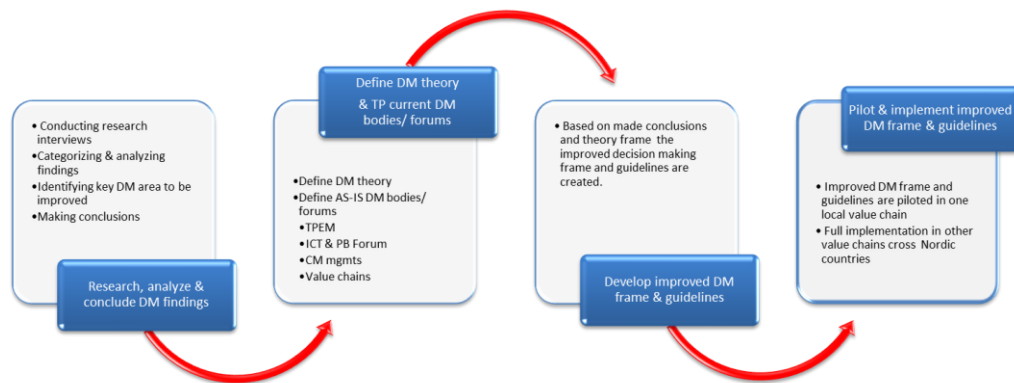 • Conducting research
interviews
• Categorizing & analyzing
findings
• Identifying key DM area to be
improved
• Making conclusions
Research, analyze &
conclude DM findings
Define DM theory
& TP current DM
bodies/ forums
• Define DM theory
• Define AS-IS DM bodies/
forums
• TPEM
• ICT & PB Forum
• CM mgmts
• Value chains
• Based on made conclusions
and theory frame the
improved decision making
frame and guidelines are
created.
Develop improved DM
frame & guidelines
Pilot & implement improved
DM frame & guidelines
• Improved DM frame and
guidelines are piloted in one
local value chain
• Full implementation in other
value chains cross Nordic
countries